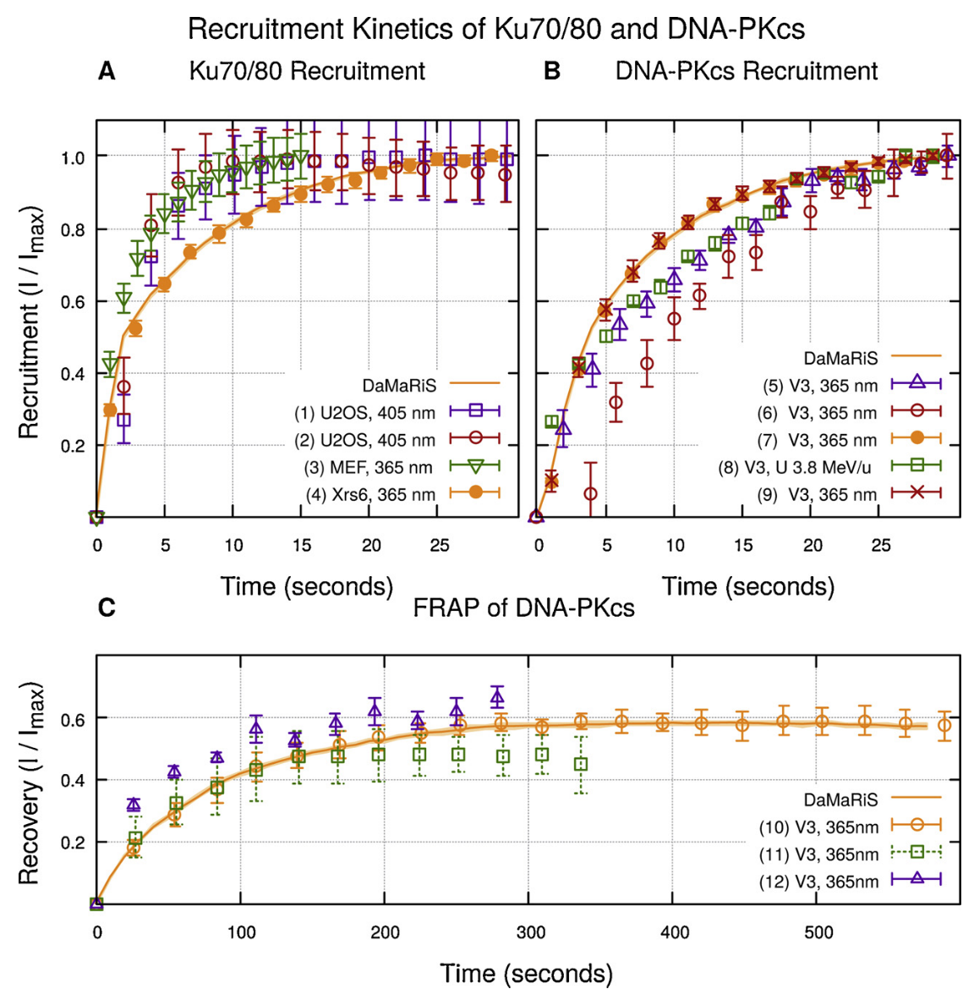 Recruitment Kinetics of Ku70/80 and DNA-PKcs
A Ku70/80 Recruitment
B DNA-PKcs Recruitment
Recruitment (I / Imax)
1.0
0.8
0.6
0.4
0.2
DaMaRiS
(1) U2OS, 405 nm
(2) U2OS, 405 nm
(3) MEF, 365 nm
(4) Xrs6, 365 nm
0 5 10 15 20 25
Time (seconds)
DaMaRiS
(5) V3, 365 nm
(6) V3, 365 nm
(7) V3, 365 nm
(8) V3, U 3.8 MeV/u
(9) V3, 365 nm
0 5 10 15 20 25
Time (seconds)
C FRAP of DNA-PKcs
Recovery (I / Imax)
0.6
0.4
0.2
DaMaRiS
(10) V3, 365nm
(11) V3, 365nm
(12) V3, 365nm
0 100 200 300 400 500
Time (seconds)